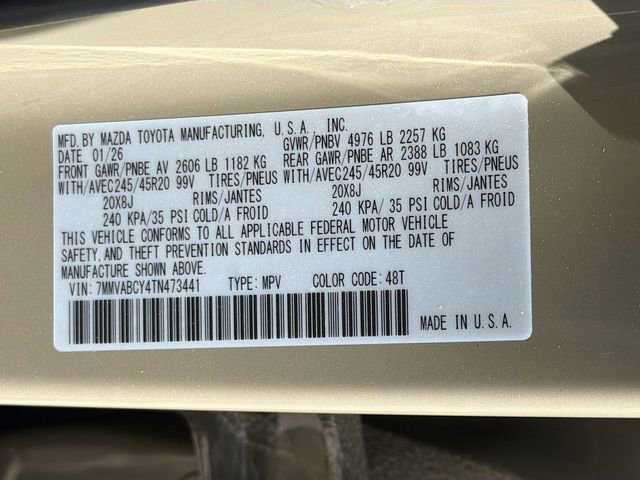 MFD.BY MAZDA TOYOTA MANUFACTURING, U.S.A. INC.
DATE 01/26 GVWR/PNBV 4976 LB 2257 KG
FRONT GAWR/PNBE AV 2606 LB 1182 KG REAR GAWR/PNBE AR 2388 LB 1083 KG
WITH/AVEC245/45R20 99V TIRES/PNEUS WITH/AVEC245/45R20 99V TIRES/PNEUS
20X8J RIMS/JANTES 20X8J RIMS/JANTES
240 KPA/35 PSI COLD/A FROID 240 KPA/ 35 PSI COLD/A FROID
THIS VEHICLE CONFORMS TO ALL APPLICABLE FEDERAL MOTOR VEHICLE
SAFETY,AND THEFT PREVENTION STANDARDS IN EFFECT ON THE DATE OF
MANUFACTURE SHOWN ABOVE.
VIN: 7MMVABCY4TN473441 TYPE: MPV COLOR CODE: 48T
MADE IN U.S.A.